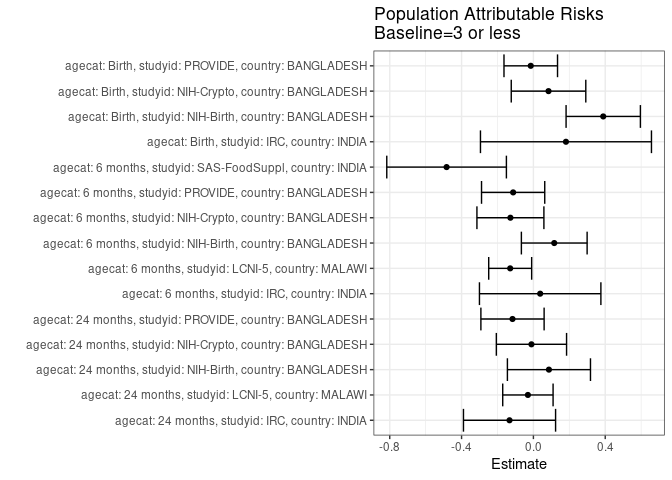 Population Attributable Risks
Baseline=3 or less
agecat: Birth, studyid: PROVIDE, country: BANGLADESH
agecat: Birth, studyid: NIH-Crypto, country: BANGLADESH
agecat: Birth, studyid: NIH-Birth, country: BANGLADESH
agecat: Birth, studyid: IRC, country: INDIA
agecat: 6 months, studyid: SAS-FoodSuppl, country: INDIA
agecat: 6 months, studyid: PROVIDE, country: BANGLADESH
agecat: 6 months, studyid: NIH-Crypto, country: BANGLADESH
agecat: 6 months, studyid: NIH-Birth, country: BANGLADESH
agecat: 6 months, studyid: LCNI-5, country: MALAWI
agecat: 6 months, studyid: IRC, country: INDIA
agecat: 24 months, studyid: PROVIDE, country: BANGLADESH
agecat: 24 months, studyid: NIH-Crypto, country: BANGLADESH
agecat: 24 months, studyid: NIH-Birth, country: BANGLADESH
agecat: 24 months, studyid: LCNI-5, country: MALAWI
agecat: 24 months, studyid: IRC, country: INDIA
-0.8 -0.4 0.0 0.4
Estimate